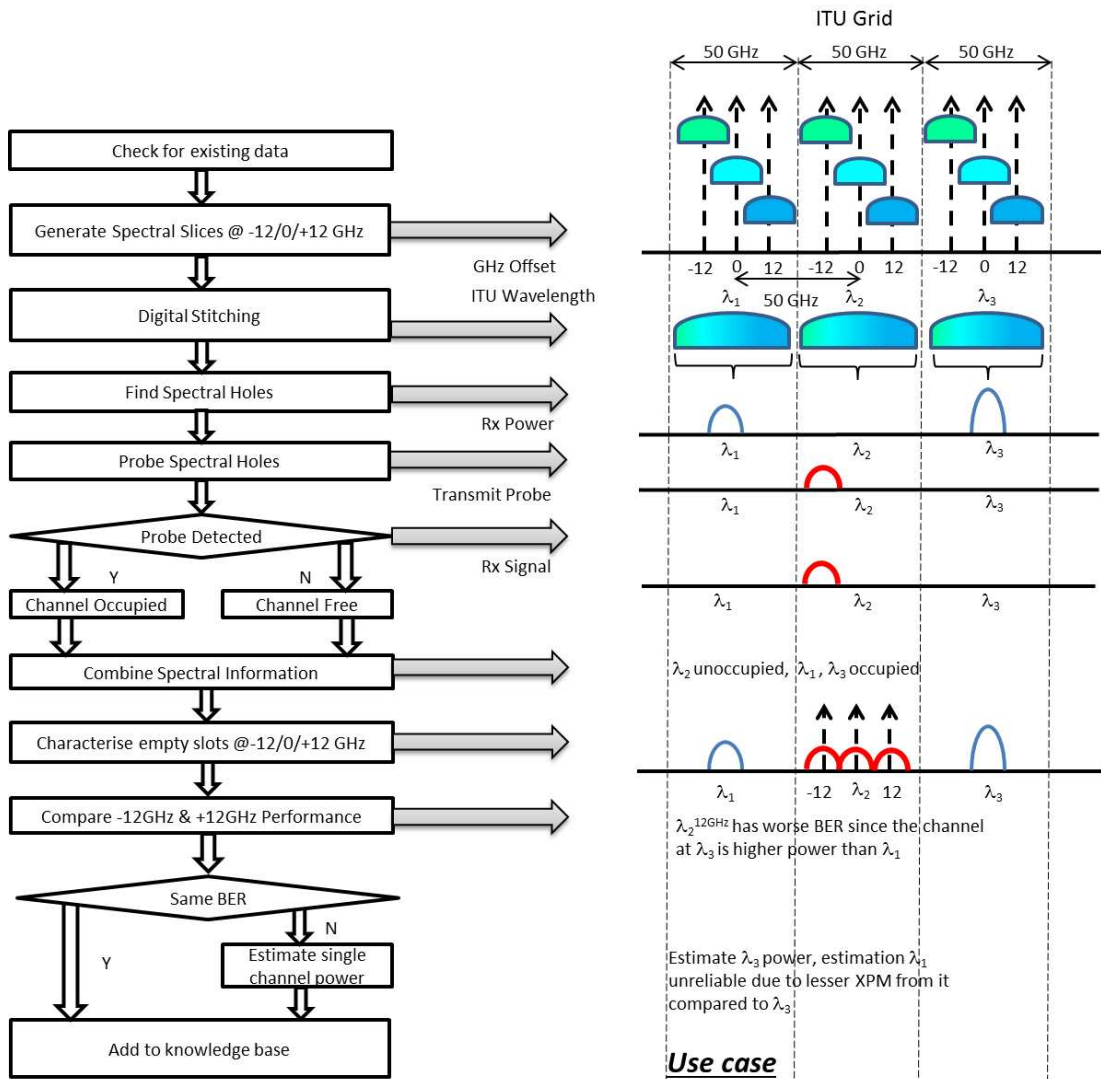 Check for existing data
Generate Spectral Slices @ -12/0/+12 GHz
Digital Stitching
Find Spectral Holes
Probe Spectral Holes
Probe Detected
Y
N
Channel Occupied
Channel Free
Combine Spectral Information
Characterise empty slots @-12/0/+12 GHz
Compare -12GHz & +12GHz Performance
Same BER
N
Y
Estimate single
channel power
Add to knowledge base
GHz Offset
ITU Wavelength
Rx Power
Transmit Probe
Rx Signal
ITU Grid
50 GHz 50 GHz 50 GHz
-12 0 12 -12 0 12 -12 0 12
λ1 50 GHz λ2 λ3
λ1 λ2 λ3
λ1 λ2 λ3
λ1 λ2 λ3
λ2 unoccupied, λ1, λ3 occupied
λ1 -12 λ2 12 λ3
λ2^12GHz has worse BER since the channel
at λ3 is higher power than λ1
Estimate λ3 power, estimation λ1
unreliable due to lesser XPM from it
compared to λ3
Use case